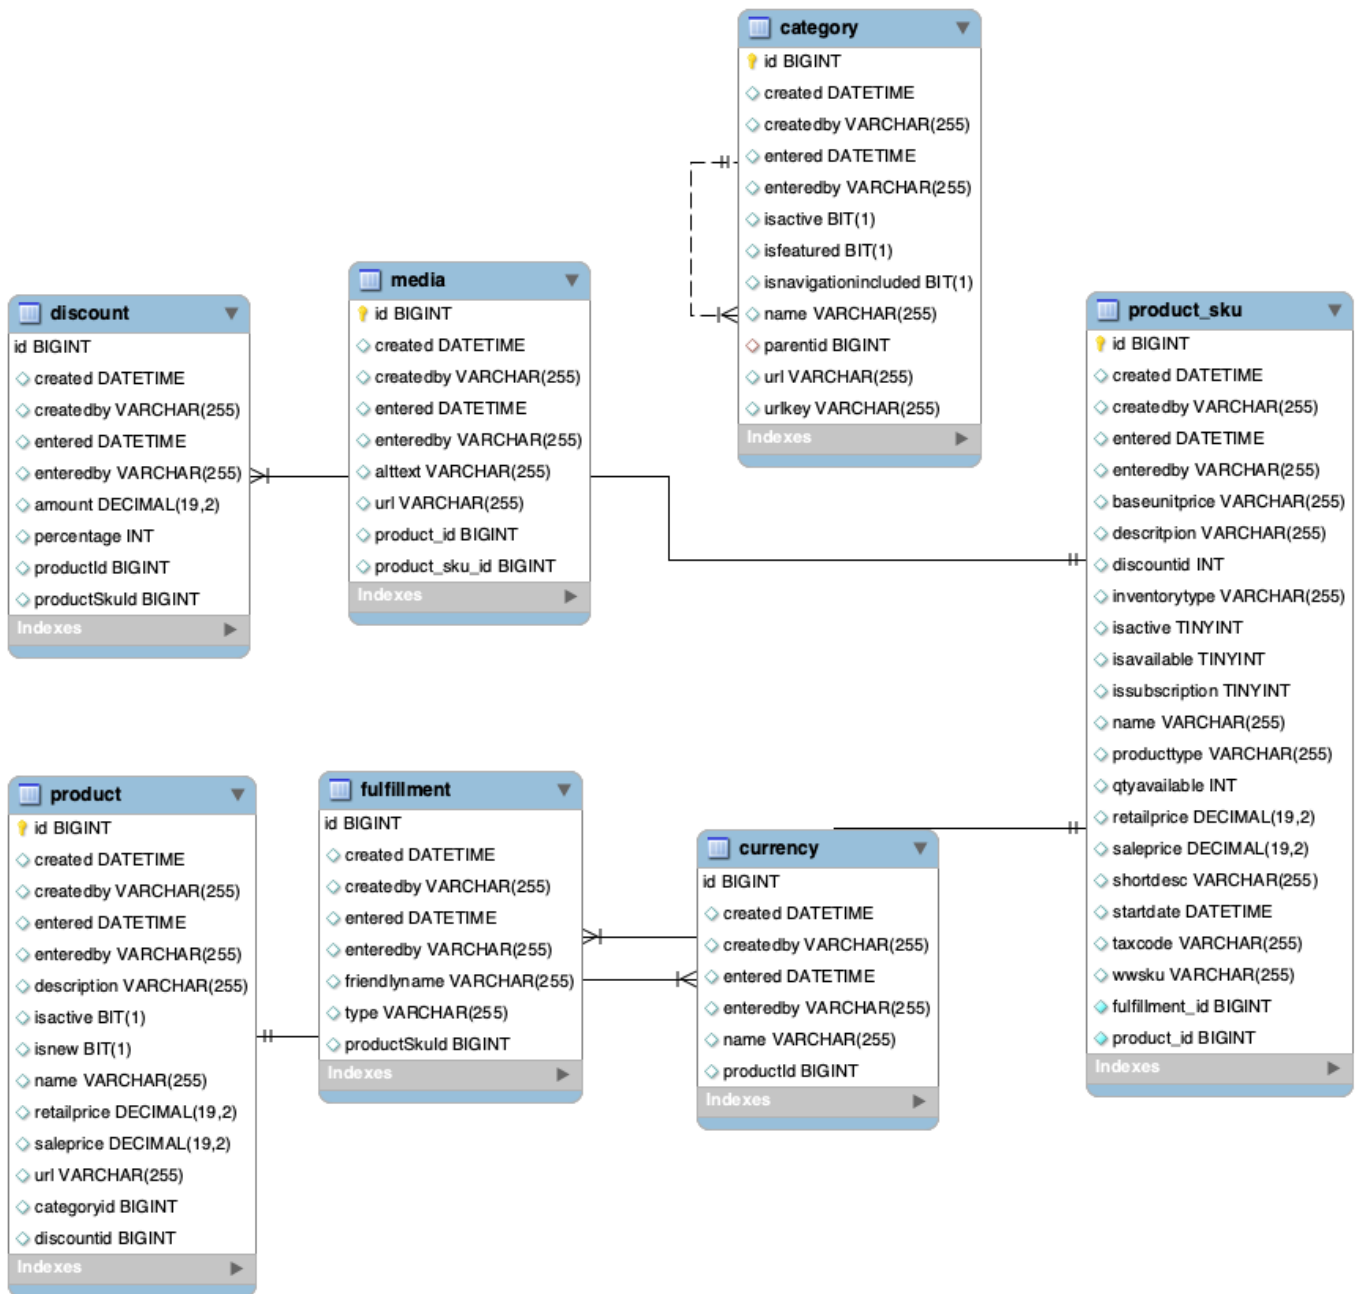 category
id BIGINT
created DATETIME
createdby VARCHAR(255)
entered DATETIME
enteredby VARCHAR(255)
isactive BIT(1)
isfeatured BIT(1)
isnavigationincluded BIT(1)
name VARCHAR(255)
parentid BIGINT
url VARCHAR(255)
urlkey VARCHAR(255)
Indexes
media
id BIGINT
created DATETIME
createdby VARCHAR(255)
entered DATETIME
enteredby VARCHAR(255)
alttext VARCHAR(255)
url VARCHAR(255)
product_id BIGINT
product_sku_id BIGINT
Indexes
discount
id BIGINT
created DATETIME
createdby VARCHAR(255)
entered DATETIME
enteredby VARCHAR(255)
amount DECIMAL(19,2)
percentage INT
productId BIGINT
productSkuId BIGINT
Indexes
product_sku
id BIGINT
created DATETIME
createdby VARCHAR(255)
entered DATETIME
enteredby VARCHAR(255)
baseunitprice VARCHAR(255)
descritpion VARCHAR(255)
discountid INT
inventorytype VARCHAR(255)
isactive TINYINT
isavailable TINYINT
issubscription TINYINT
name VARCHAR(255)
producttype VARCHAR(255)
qtyavailable INT
retailprice DECIMAL(19,2)
saleprice DECIMAL(19,2)
shortdesc VARCHAR(255)
startdate DATETIME
taxcode VARCHAR(255)
wwsku VARCHAR(255)
fulfillment_id BIGINT
product_id BIGINT
Indexes
product
id BIGINT
created DATETIME
createdby VARCHAR(255)
entered DATETIME
enteredby VARCHAR(255)
description VARCHAR(255)
isactive BIT(1)
isnew BIT(1)
name VARCHAR(255)
retailprice DECIMAL(19,2)
saleprice DECIMAL(19,2)
url VARCHAR(255)
categoryid BIGINT
discountid BIGINT
Indexes
fulfillment
id BIGINT
created DATETIME
createdby VARCHAR(255)
entered DATETIME
enteredby VARCHAR(255)
friendlyname VARCHAR(255)
type VARCHAR(255)
productSkuId BIGINT
Indexes
currency
id BIGINT
created DATETIME
createdby VARCHAR(255)
entered DATETIME
enteredby VARCHAR(255)
name VARCHAR(255)
productId BIGINT
Indexes